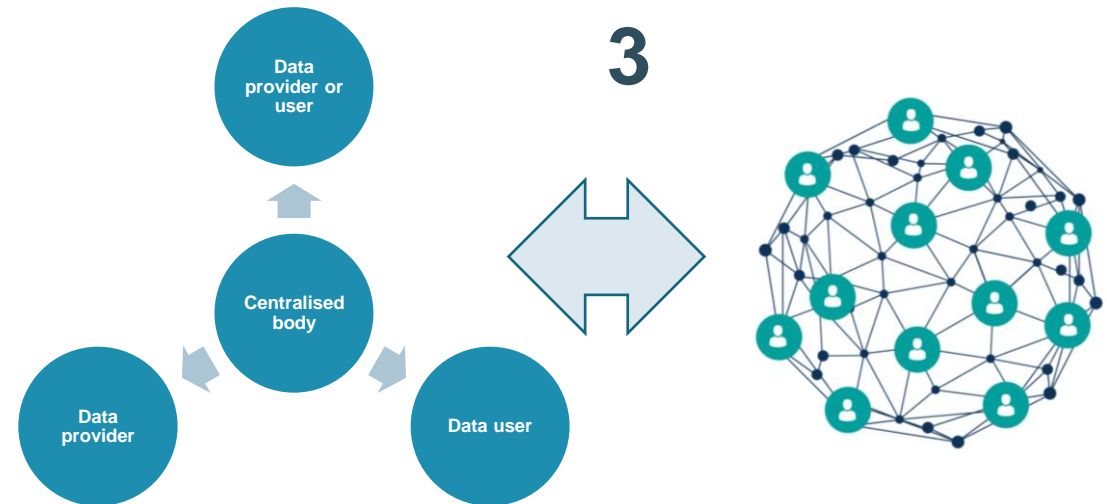 Data
provider or
user
3
Centralised
body
Data
provider
Data user